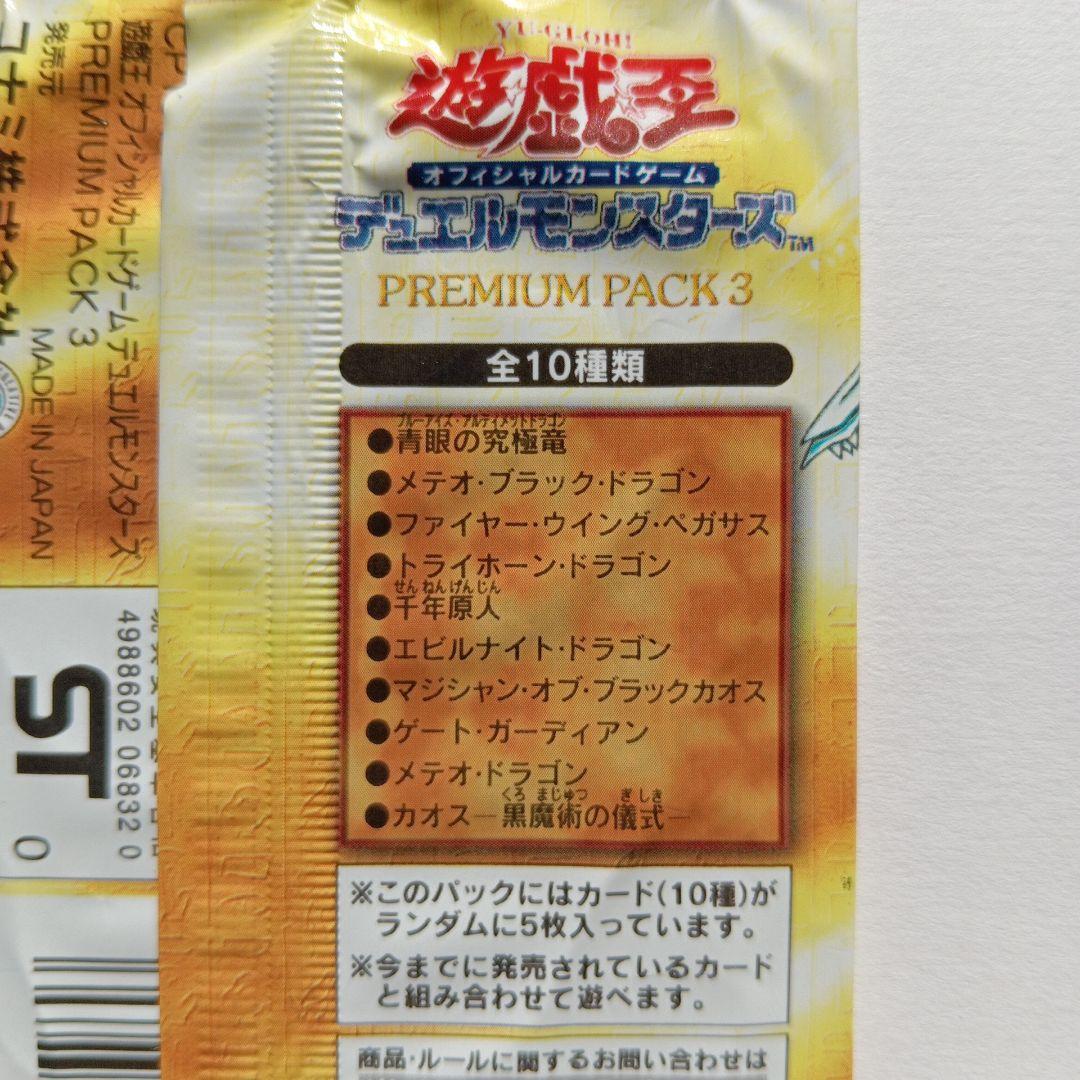 YU-GI-OH!
遊戯王
オフィシャルカードゲーム
デュエルモンスターズ™
PREMIUM PACK 3
全10種類
ブルーアイズ・アルティメットドラゴン
●青眼の究極竜
●メテオ・ブラック・ドラゴン
●ファイヤー・ウイング・ペガサス
●トライホーン・ドラゴン
せんねんげんじん
●千年原人
●エビルナイト・ドラゴン
●マジシャン・オブ・ブラックカオス
●ゲート・ガーディアン
●メテオ・ドラゴン
くろ まじゅつ ぎしき
●カオス―黒魔術の儀式―
※このパックにはカード(10種)が
ランダムに5枚入っています。
※今までに発売されているカード
と組み合わせて遊べます。
商品・ルールに関するお問い合わせは
遊戯王 オフィシャルカードゲーム デュエルモンスターズ
PREMIUM PACK 3
発売元
コナミ株式会社
MADE IN JAPAN
4988602 06832 0
ST
0